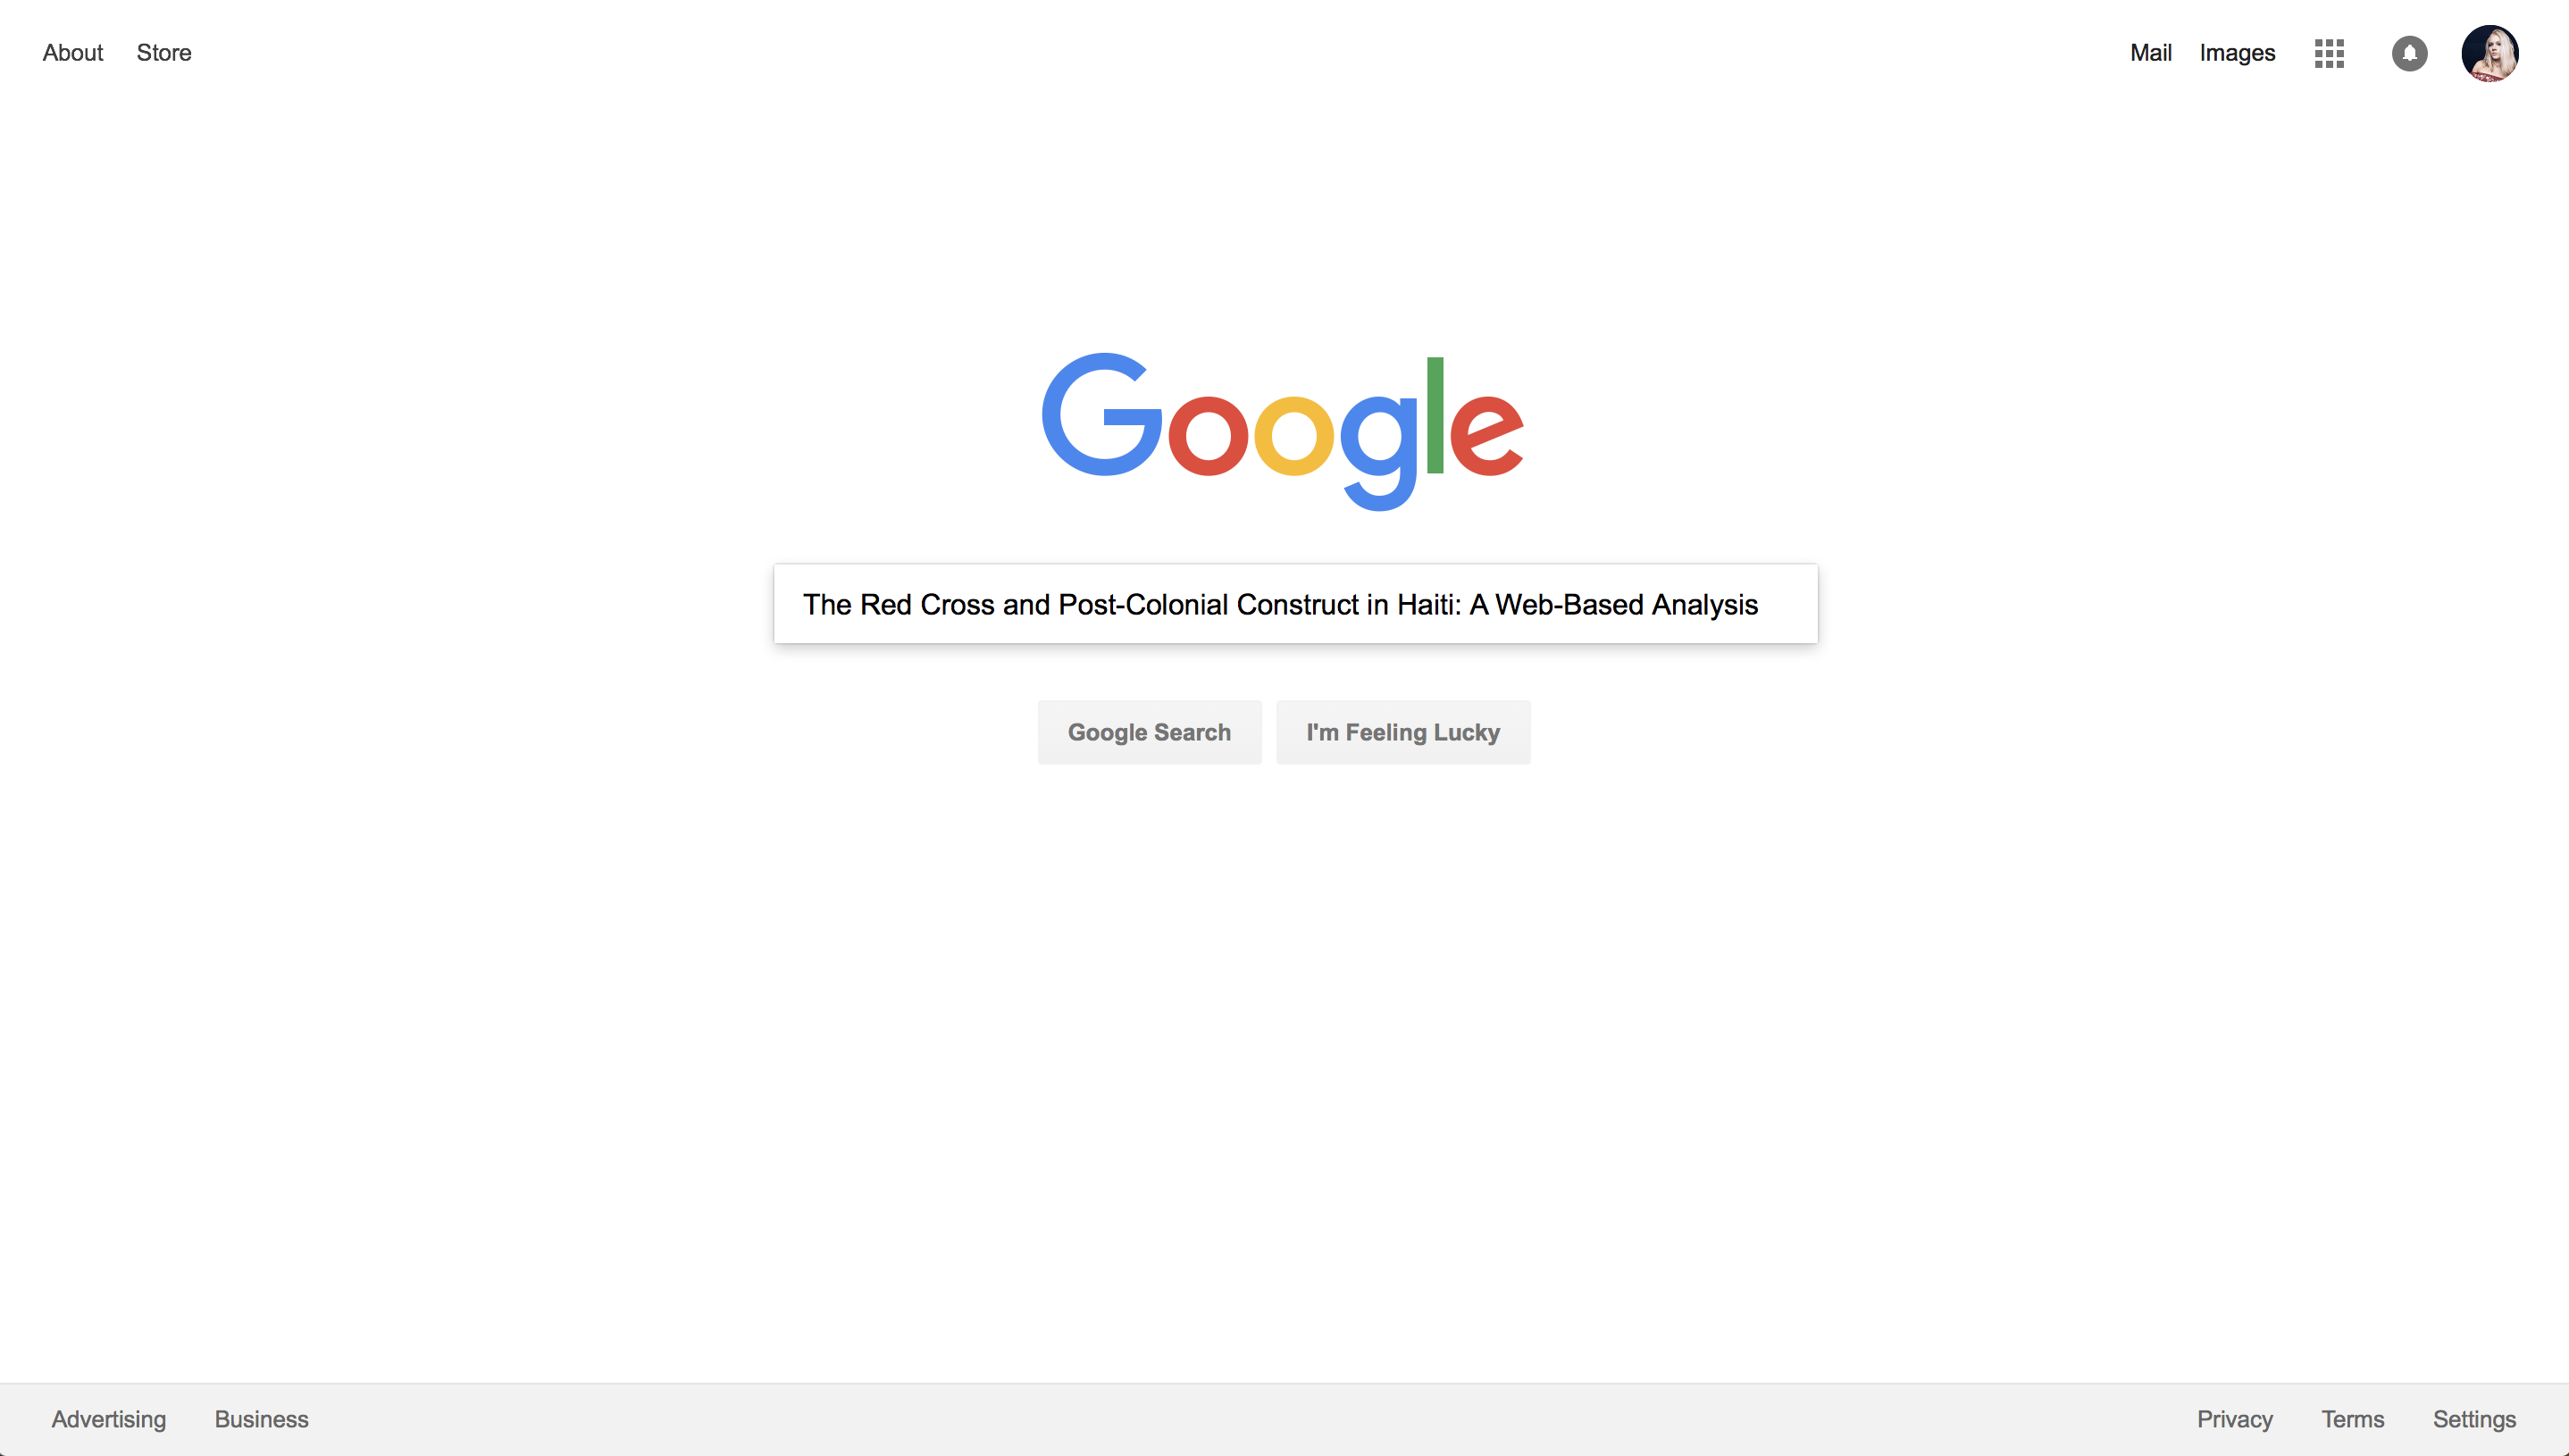 About Store Mail Images
Google
The Red Cross and Post-Colonial Construct in Haiti: A Web-Based Analysis
Google Search I'm Feeling Lucky
Advertising Business Privacy Terms Settings